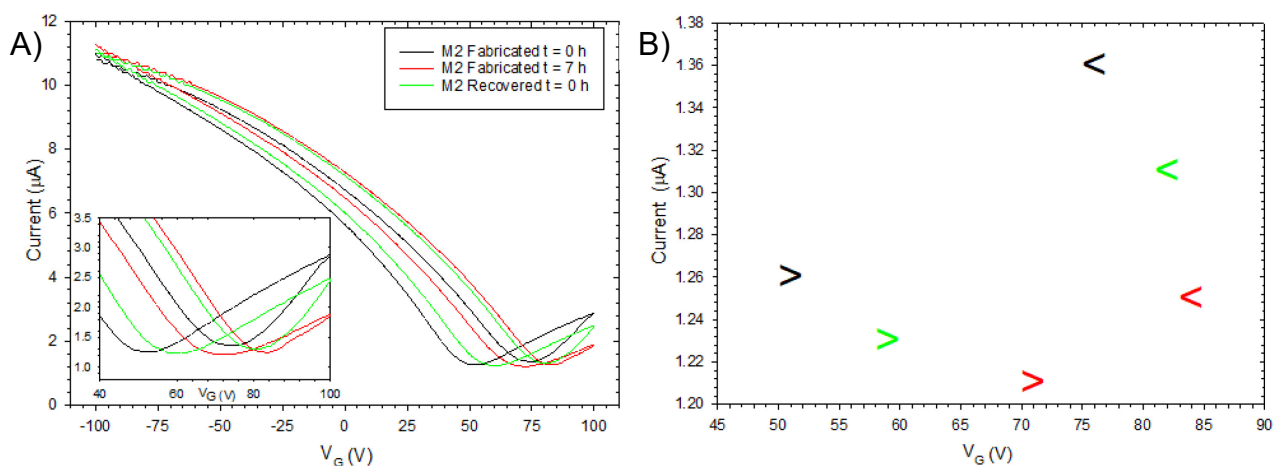 A)
12
10
8
6
4
2
0
Current (μA)
M2 Fabricated t = 0 h
M2 Fabricated t = 7 h
M2 Recovered t = 0 h
3.5
3.0
2.5
2.0
1.5
1.0
40 60 80 100
V_G (V)
-100 -75 -50 -25 0 25 50 75 100
V_G (V)
B)
1.38
1.36
1.34
1.32
1.30
1.28
1.26
1.24
1.22
1.20
Current (μA)
<
<
>
<
>
>
45 50 55 60 65 70 75 80 85 90
V_G (V)